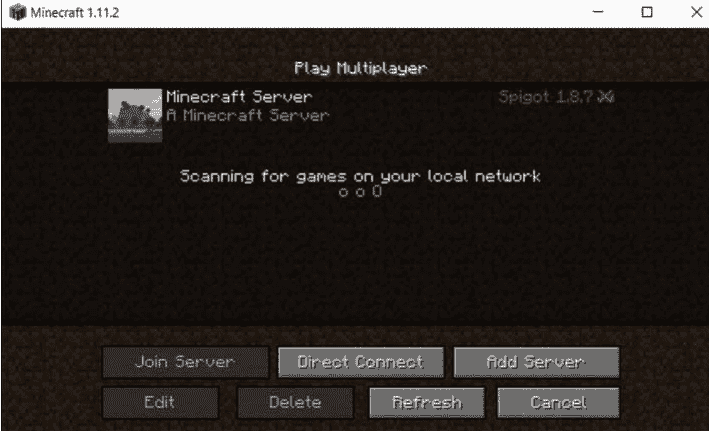 Minecraft 1.11.2
Play Multiplayer
Minecraft Server Spigot 1.8.7
A Minecraft Server
Scanning for games on your local network
o o O
Join Server Direct Connect Add Server
Edit Delete Refresh Cancel